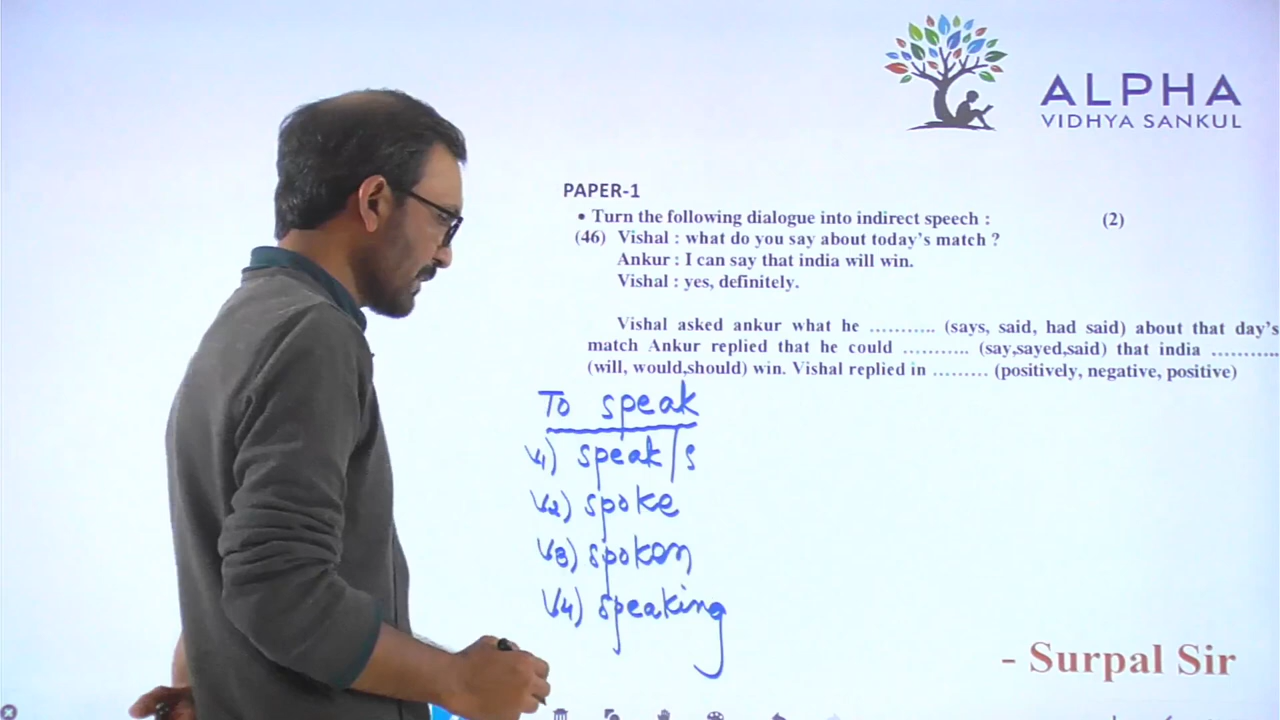 ALPHA
VIDHYA SANKUL
PAPER-1
• Turn the following dialogue into indirect speech : (2)
(46) Vishal : what do you say about today's match ?
Ankur : I can say that india will win.
Vishal : yes, definitely.
Vishal asked ankur what he ........... (says, said, had said) about that day's
match Ankur replied that he could ........... (say,sayed,said) that india ...........
(will, would,should) win. Vishal replied in ......... (positively, negative, positive)
To speak
V1) speak/s
V2) spoke
V3) spoken
V4) speaking
- Surpal Sir